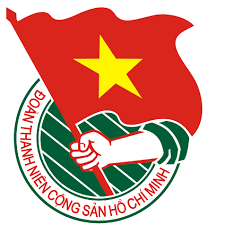 ĐOÀN THANH NIÊN CỘNG SẢN HỒ CHÍ MINH